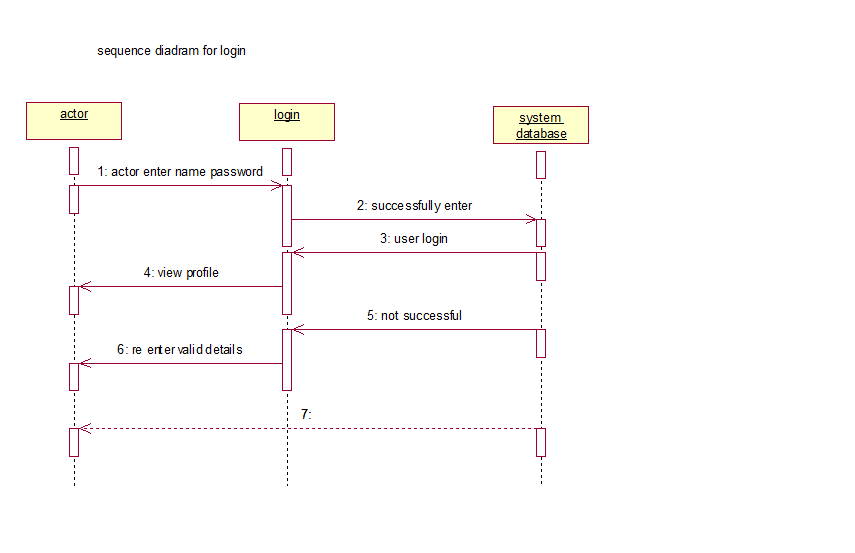 sequence diadram for login
actor
login
system
database
1: actor enter name password
2: successfully enter
3: user login
4: view profile
5: not successful
6: re enter valid details
7: